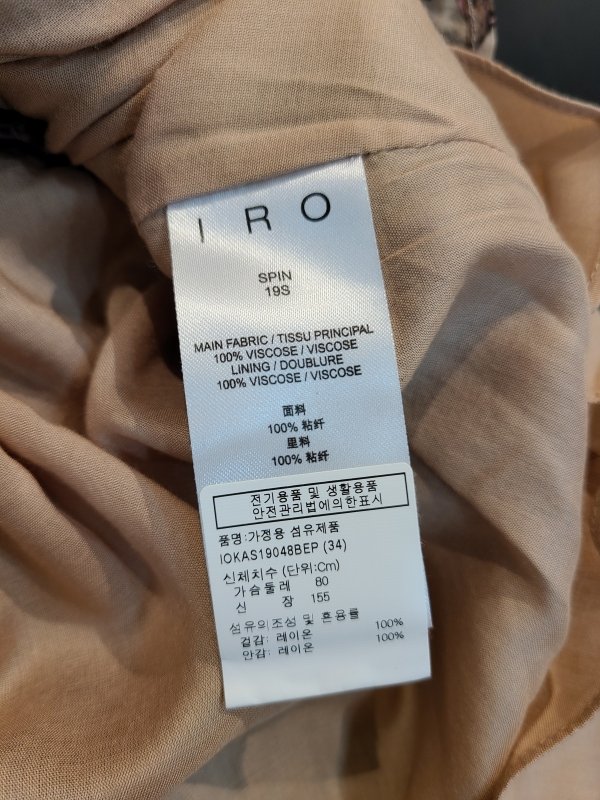 IRO
SPIN
19S
MAIN FABRIC / TISSU PRINCIPAL
100% VISCOSE / VISCOSE
LINING / DOUBLURE
100% VISCOSE / VISCOSE
面料
100% 粘纤
里料
100% 粘纤
전기용품 및 생활용품
안전관리법에의한표시
품명:가정용 섬유제품
IOKAS19048BEP (34)
신체치수 (단위:Cm)
가슴둘레 80
신 장 155
섬유의조성 및 혼용률
겉감: 레이온 100%
안감: 레이온 100%